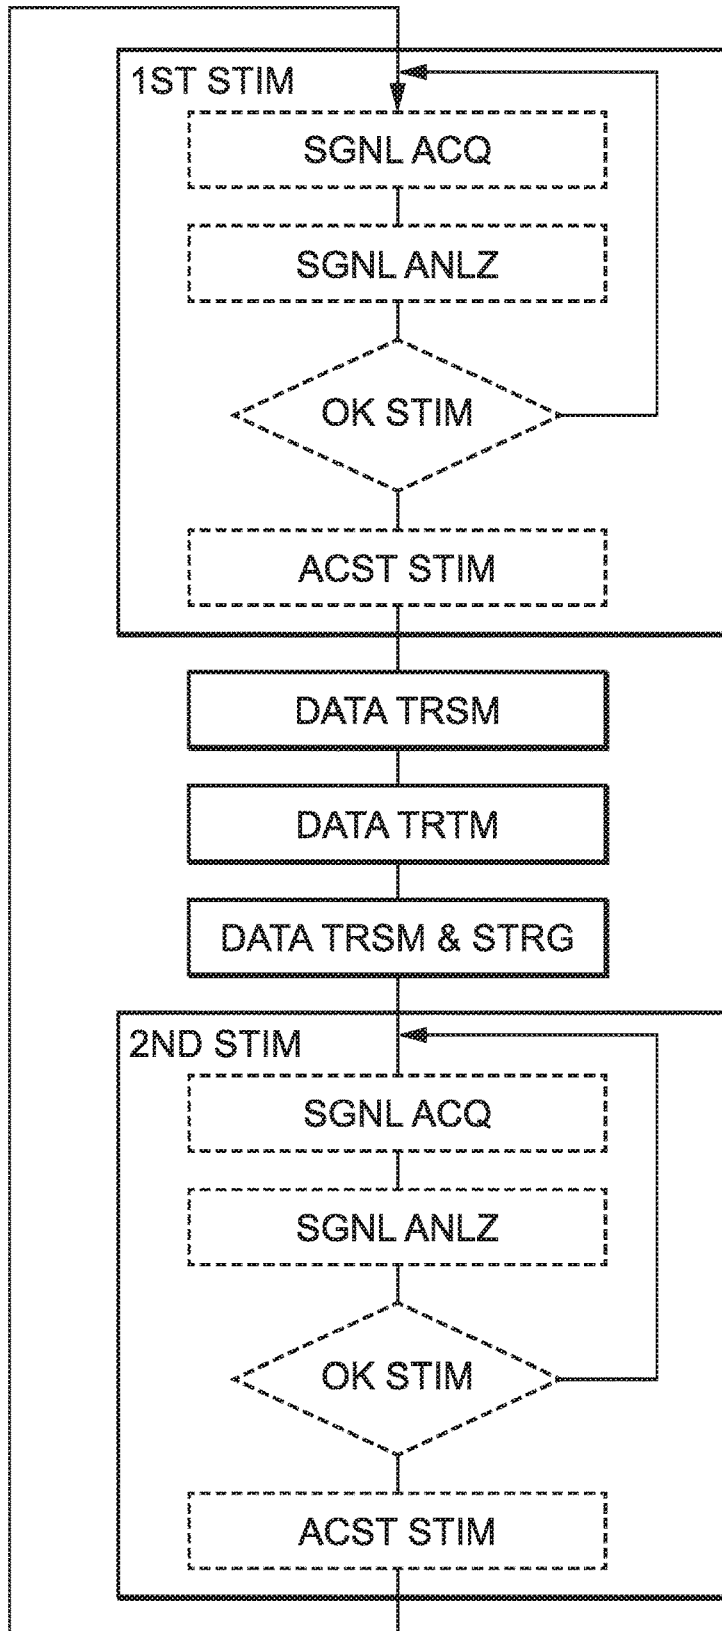 1ST STIM
SGNL ACQ
SGNL ANLZ
OK STIM
ACST STIM
DATA TRSM
DATA TRTM
DATA TRSM & STRG
2ND STIM
SGNL ACQ
SGNL ANLZ
OK STIM
ACST STIM